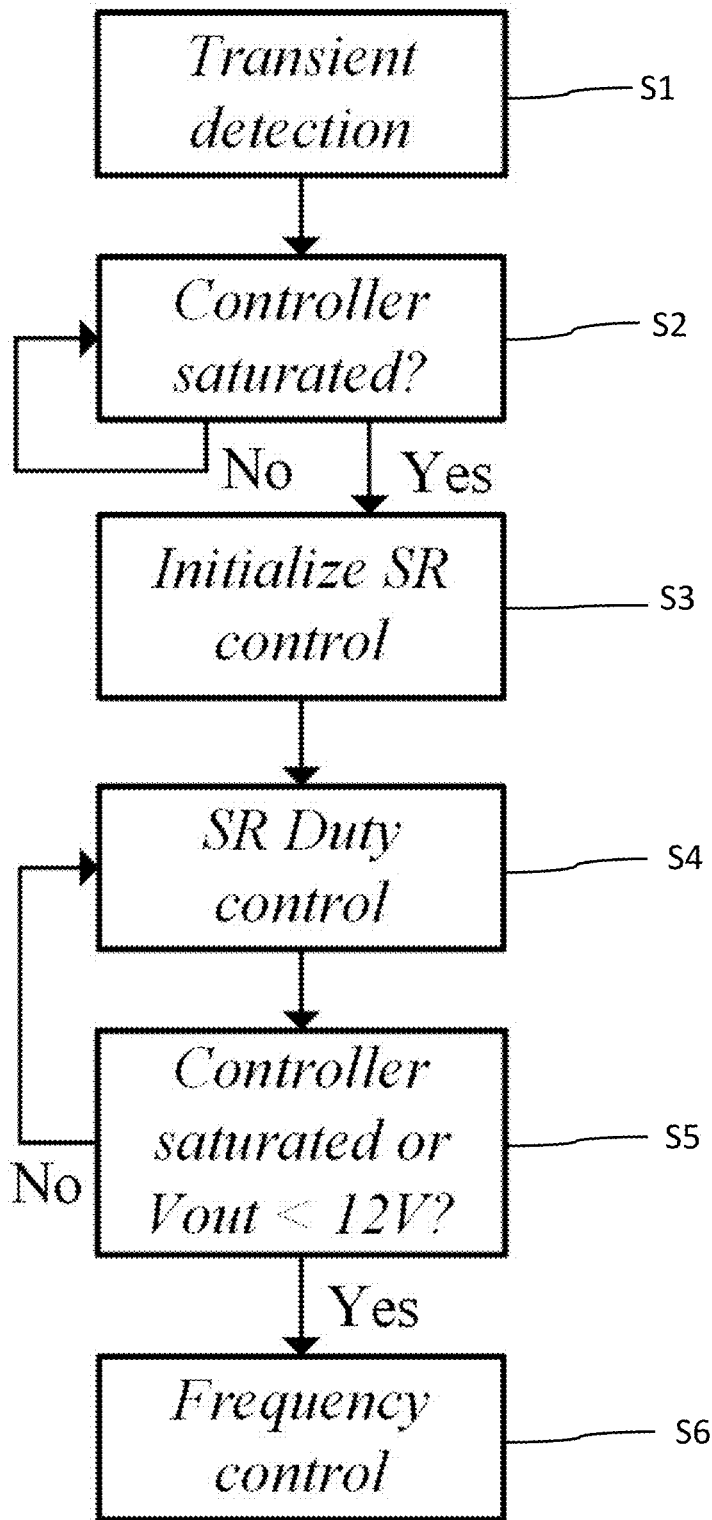 Transient
detection
S1
Controller
saturated?
S2
No
Yes
Initialize SR
control
S3
SR Duty
control
S4
Controller
saturated or
Vout < 12V?
S5
No
Yes
Frequency
control
S6